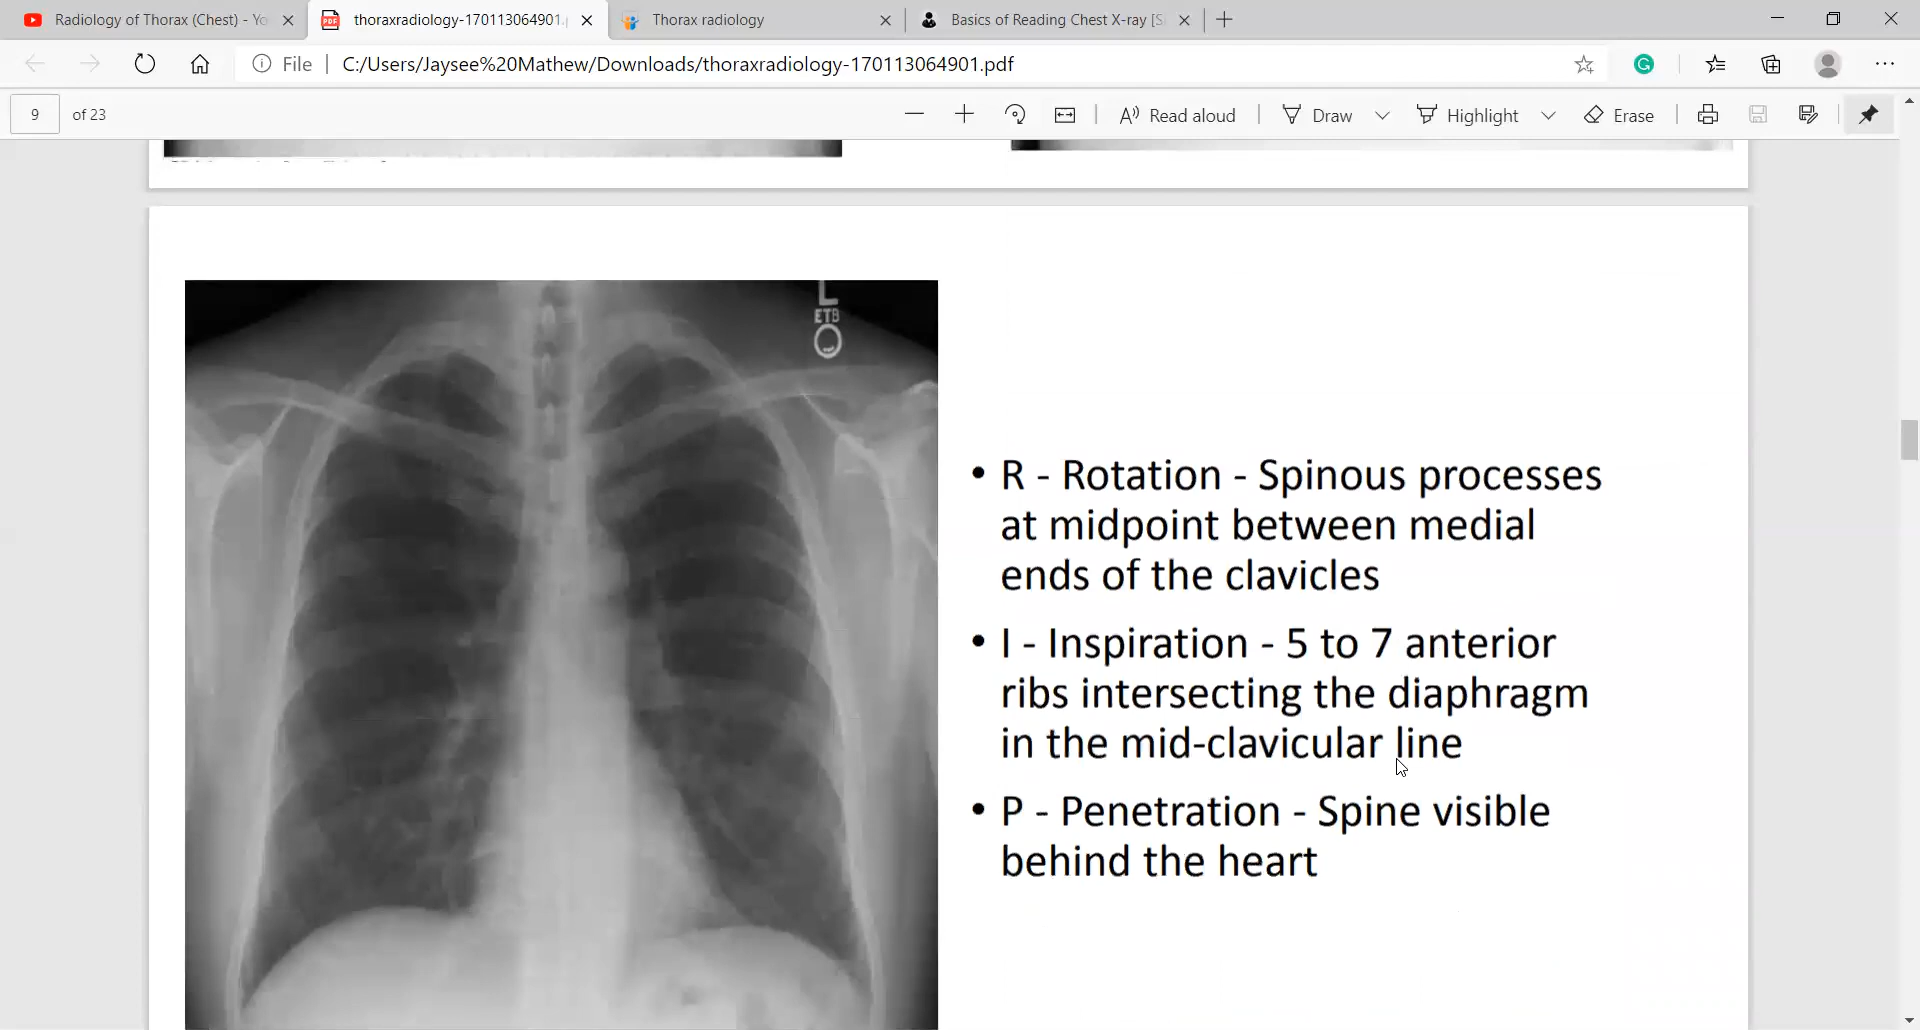 Radiology of Thorax (Chest) - Yo
thoraxradiology-170113064901.
Thorax radiology
Basics of Reading Chest X-ray [S
File
C:/Users/Jaysee%20Mathew/Downloads/thoraxradiology-170113064901.pdf
9 of 23
Read aloud
Draw
Highlight
Erase
L
ETB
• R - Rotation - Spinous processes
at midpoint between medial
ends of the clavicles
• I - Inspiration - 5 to 7 anterior
ribs intersecting the diaphragm
in the mid-clavicular line
• P - Penetration - Spine visible
behind the heart